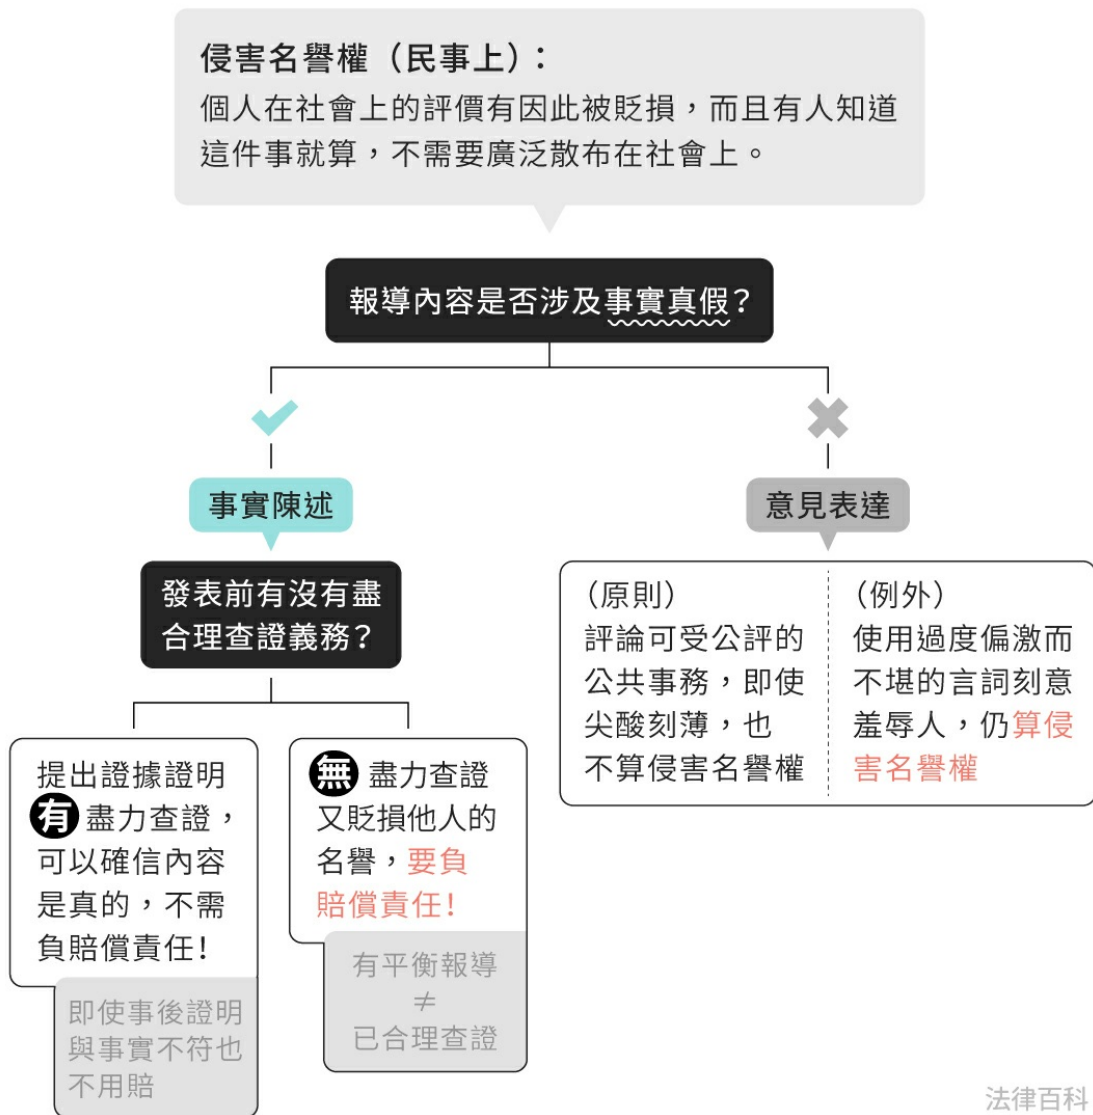 侵害名譽權（民事上）：
個人在社會上的評價有因此被貶損，而且有人知道
這件事就算，不需要廣泛散布在社會上。
報導內容是否涉及事實真假？
事實陳述
發表前有沒有盡
合理查證義務？
提出證據證明
有盡力查證，
可以確信內容
是真的，不需
負賠償責任！
即使事後證明
與事實不符也
不用賠
無盡力查證
又貶損他人的
名譽，要負
賠償責任！
有平衡報導
≠
已合理查證
意見表達
（原則）
評論可受公評的
公共事務，即使
尖酸刻薄，也
不算侵害名譽權
（例外）
使用過度偏激而
不堪的言詞刻意
羞辱人，仍算侵
害名譽權
法律百科